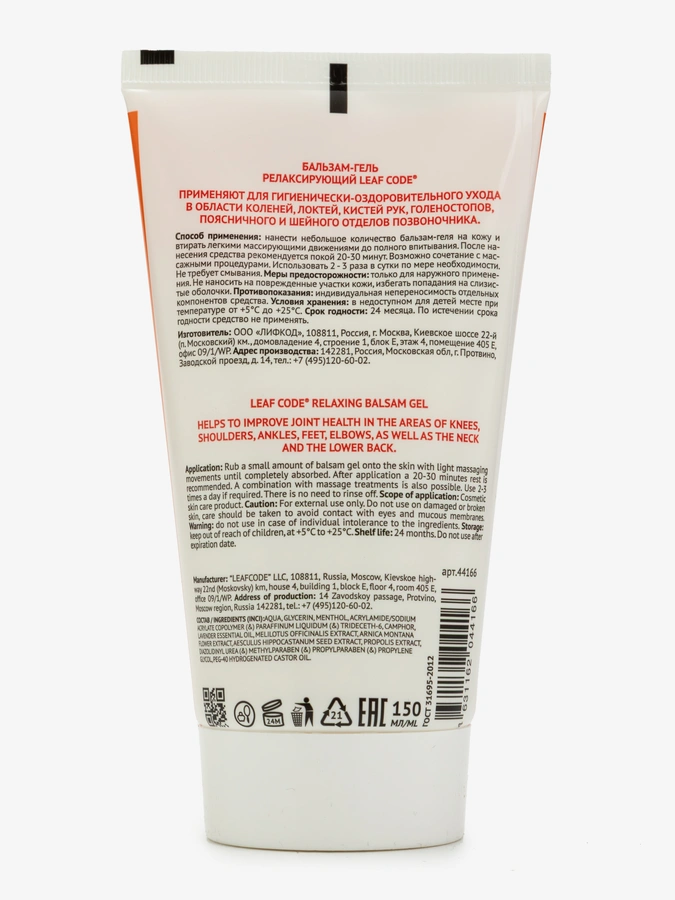 БАЛЬЗАМ-ГЕЛЬ
РЕЛАКСИРУЮЩИЙ LEAF CODE®
ПРИМЕНЯЮТ ДЛЯ ГИГИЕНИЧЕСКИ-ОЗДОРОВИТЕЛЬНОГО УХОДА
В ОБЛАСТИ КОЛЕНЕЙ, ЛОКТЕЙ, КИСТЕЙ РУК, ГОЛЕНОСТОПОВ,
ПОЯСНИЧНОГО И ШЕЙНОГО ОТДЕЛОВ ПОЗВОНОЧНИКА.
Способ применения: нанести небольшое количество бальзам-геля на кожу и
втирать легкими массирующими движениями до полного впитывания. После на-
несения средства рекомендуется покой 20-30 минут. Возможно сочетание с мас-
сажными процедурами. Использовать 2 - 3 раза в сутки по мере необходимости.
Не требует смывания. Меры предосторожности: только для наружного примене-
ния. Не наносить на поврежденные участки кожи, избегать попадания на слизис-
тые оболочки. Противопоказания: индивидуальная непереносимость отдельных
компонентов средства. Условия хранения: в недоступном для детей месте при
температуре от +5°С до +25°С. Срок годности: 24 месяца. По истечении срока
годности средство не применять.
Изготовитель: ООО «ЛИФКОД», 108811, Россия, г. Москва, Киевское шоссе 22-й
(п. Московский) км., домовладение 4, строение 1, блок Е, этаж 4, помещение 405 Е,
офис 09/1/WP. Адрес производства: 142281, Россия, Московская обл, г. Протвино,
Заводской проезд, д. 14, тел.: +7 (495)120-60-02.
LEAF CODE® RELAXING BALSAM GEL
HELPS TO IMPROVE JOINT HEALTH IN THE AREAS OF KNEES,
SHOULDERS, ANKLES, FEET, ELBOWS, AS WELL AS THE NECK
AND THE LOWER BACK.
Application: Rub a small amount of balsam gel onto the skin with light massaging
movements until completely absorbed. After application a 20-30 minutes rest is
recommended. A combination with massage treatments is also possible. Use 2-3
times a day if required. There is no need to rinse off. Scope of application: Cosmetic
skin care product. Caution: For external use only. Do not use on damaged or broken
skin, care should be taken to avoid contact with eyes and mucous membranes.
Warning: do not use in case of individual intolerance to the ingredients. Storage:
keep out of reach of children, at +5°C to +25°C. Shelf life: 24 months. Do not use after
expiration date.
арт.44166
Manufacturer: "LEAFCODE" LLC, 108811, Russia, Moscow, Kievskoe high-
way 22nd (Moskovsky) km, house 4, building 1, block E, floor 4, room 405 E,
office 09/1/WP. Address of production: 14 Zavodskoy passage, Protvino,
Moscow region, Russia 142281, tel.: +7 (495)120-60-02.
СОСТАВ / INGREDIENTS (INCI):AQUA, GLYCERIN, MENTHOL, ACRYLAMIDE/SODIUM
ACRYLATE COPOLYMER (&) PARAFFINUM LIQUIDUM (&) TRIDECETH-6, CAMPHOR,
LAVENDER ESSENTIAL OIL, MELILOTUS OFFICINALIS EXTRACT, ARNICA MONTANA
FLOWER EXTRACT, AESCULUS HIPPOCASTANUM SEED EXTRACT, PROPOLIS EXTRACT,
DIAZOLIDINYL UREA (&) METHYLPARABEN (&) PROPYLPARABEN (&) PROPYLENE
GLYCOL, PEG-40 HYDROGENATED CASTOR OIL.
24M
21
EAC
150
МЛ/ML
ГОСТ 31695-2012
4 631162 044166